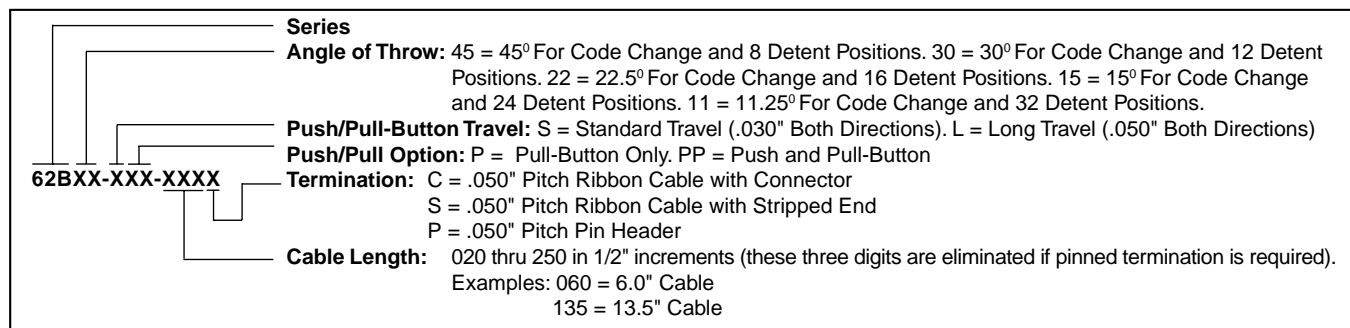 Series
Angle of Throw: 45 = 45⁰ For Code Change and 8 Detent Positions. 30 = 30⁰ For Code Change and 12 Detent
Positions. 22 = 22.5⁰ For Code Change and 16 Detent Positions. 15 = 15⁰ For Code Change
and 24 Detent Positions. 11 = 11.25⁰ For Code Change and 32 Detent Positions.
Push/Pull-Button Travel: S = Standard Travel (.030" Both Directions). L = Long Travel (.050" Both Directions)
Push/Pull Option: P = Pull-Button Only. PP = Push and Pull-Button
62BXX-XXX-XXXX
Termination: C = .050" Pitch Ribbon Cable with Connector
S = .050" Pitch Ribbon Cable with Stripped End
P = .050" Pitch Pin Header
Cable Length: 020 thru 250 in 1/2" increments (these three digits are eliminated if pinned termination is required).
Examples: 060 = 6.0" Cable
135 = 13.5" Cable